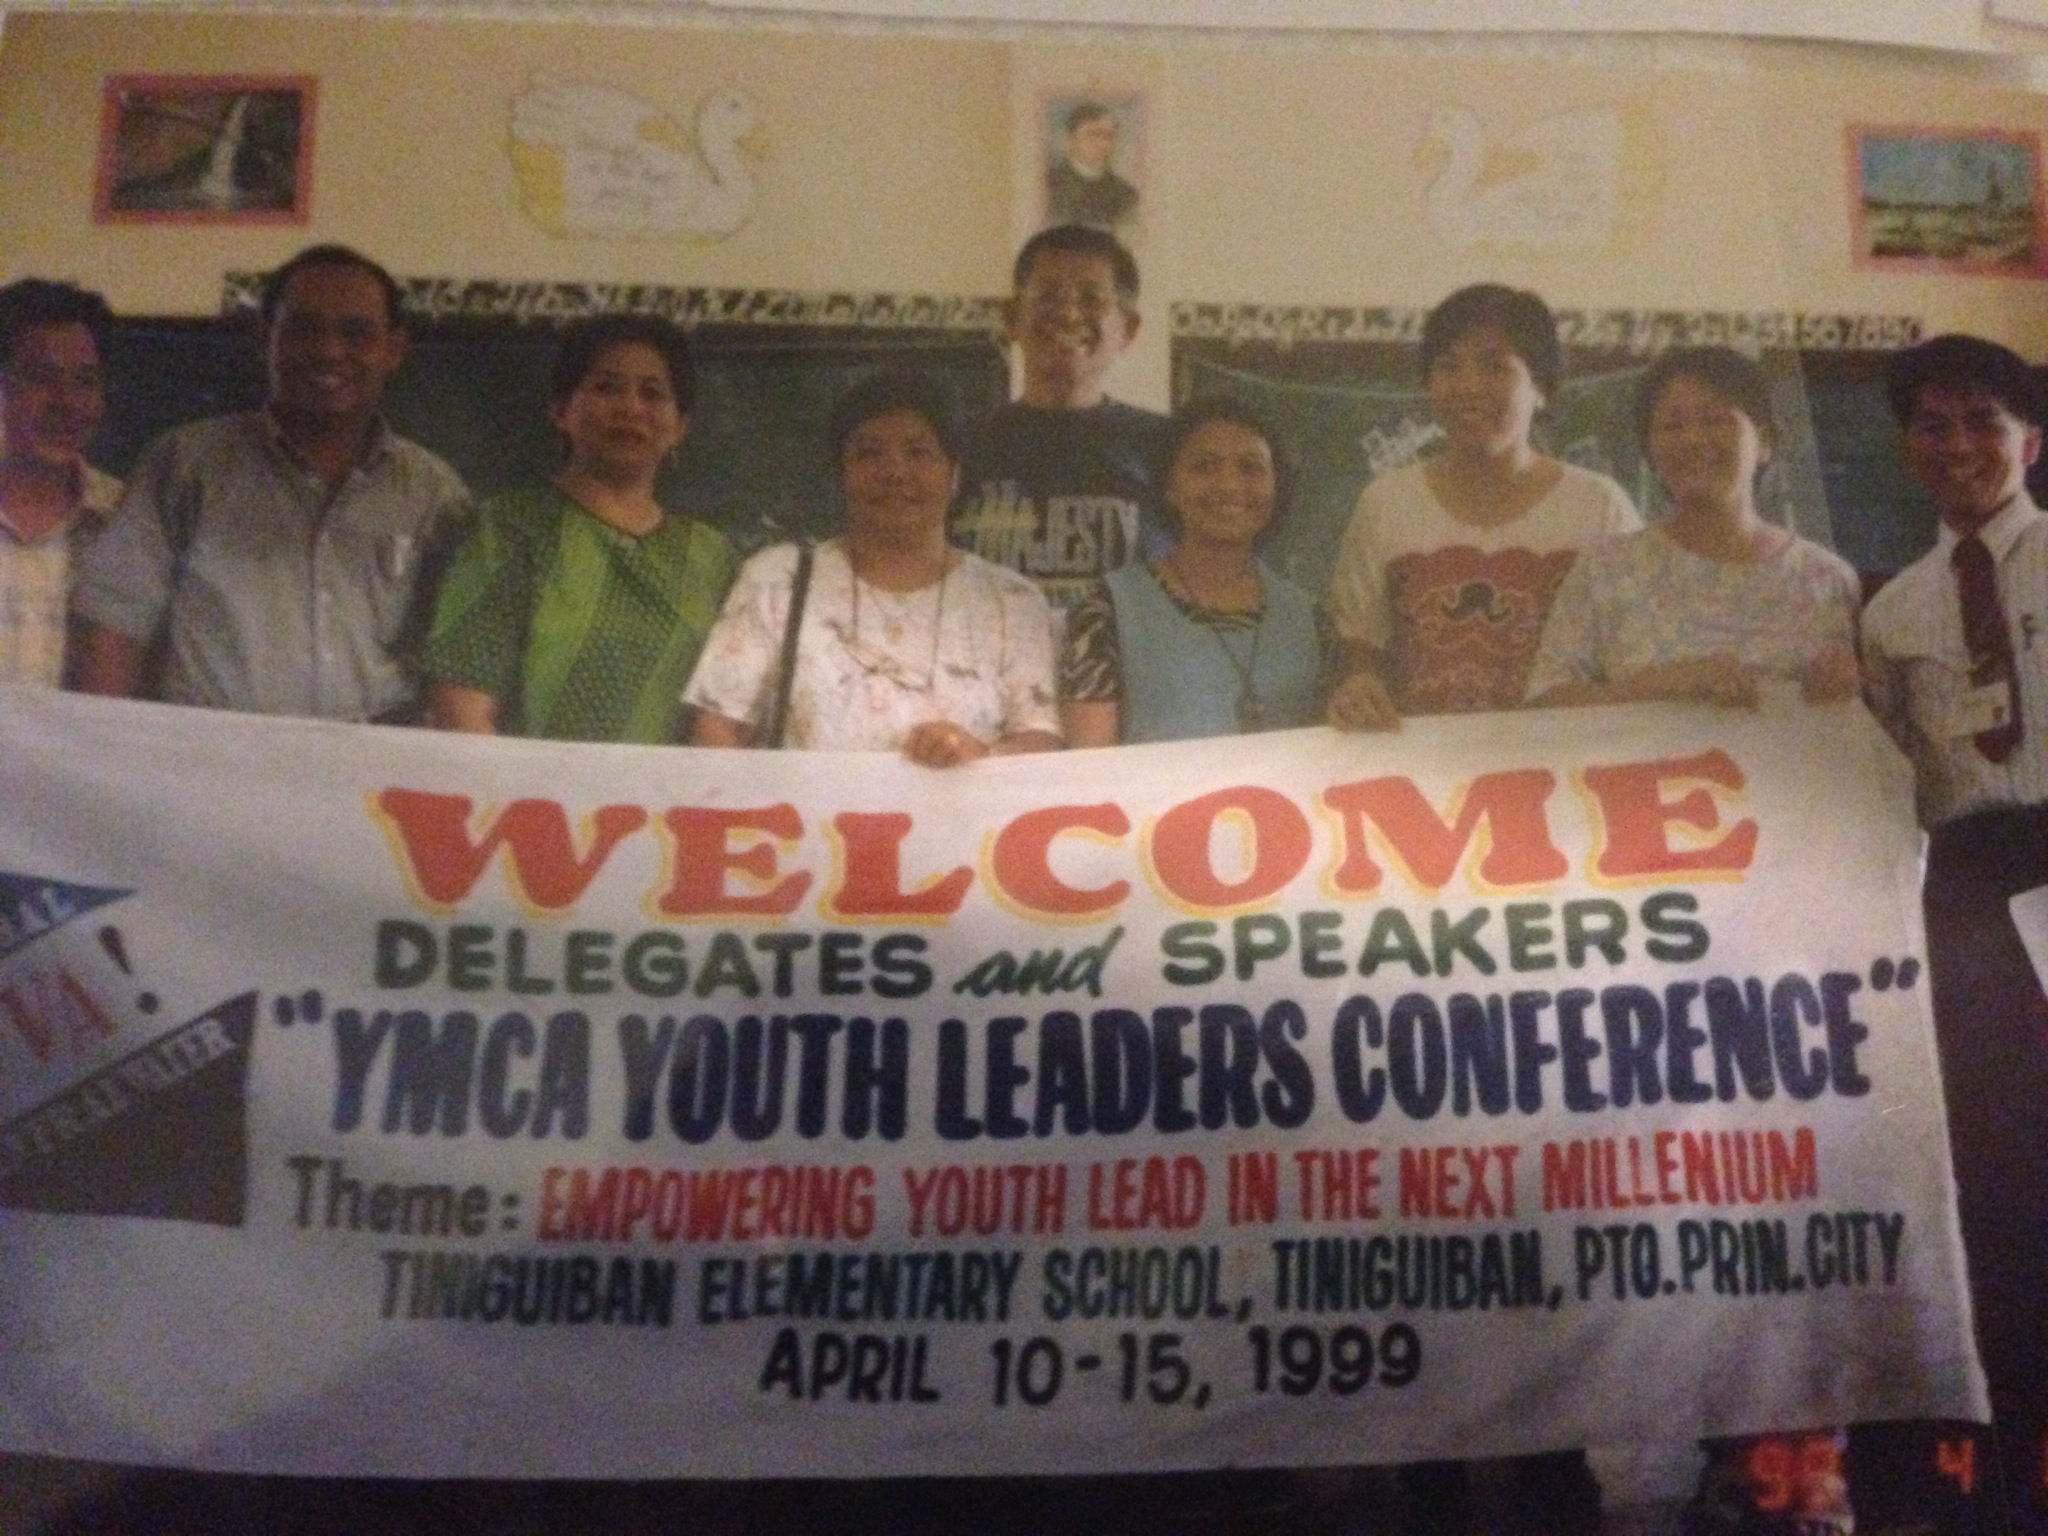 MAJESTY
WELCOME
DELEGATES and SPEAKERS
"YMCA YOUTH LEADERS CONFERENCE"
Theme: EMPOWERING YOUTH LEAD IN THE NEXT MILLENIUM
TINIGUIBAN ELEMENTARY SCHOOL, TINIGUIBAN, PTO.PRIN.CITY
APRIL 10-15, 1999